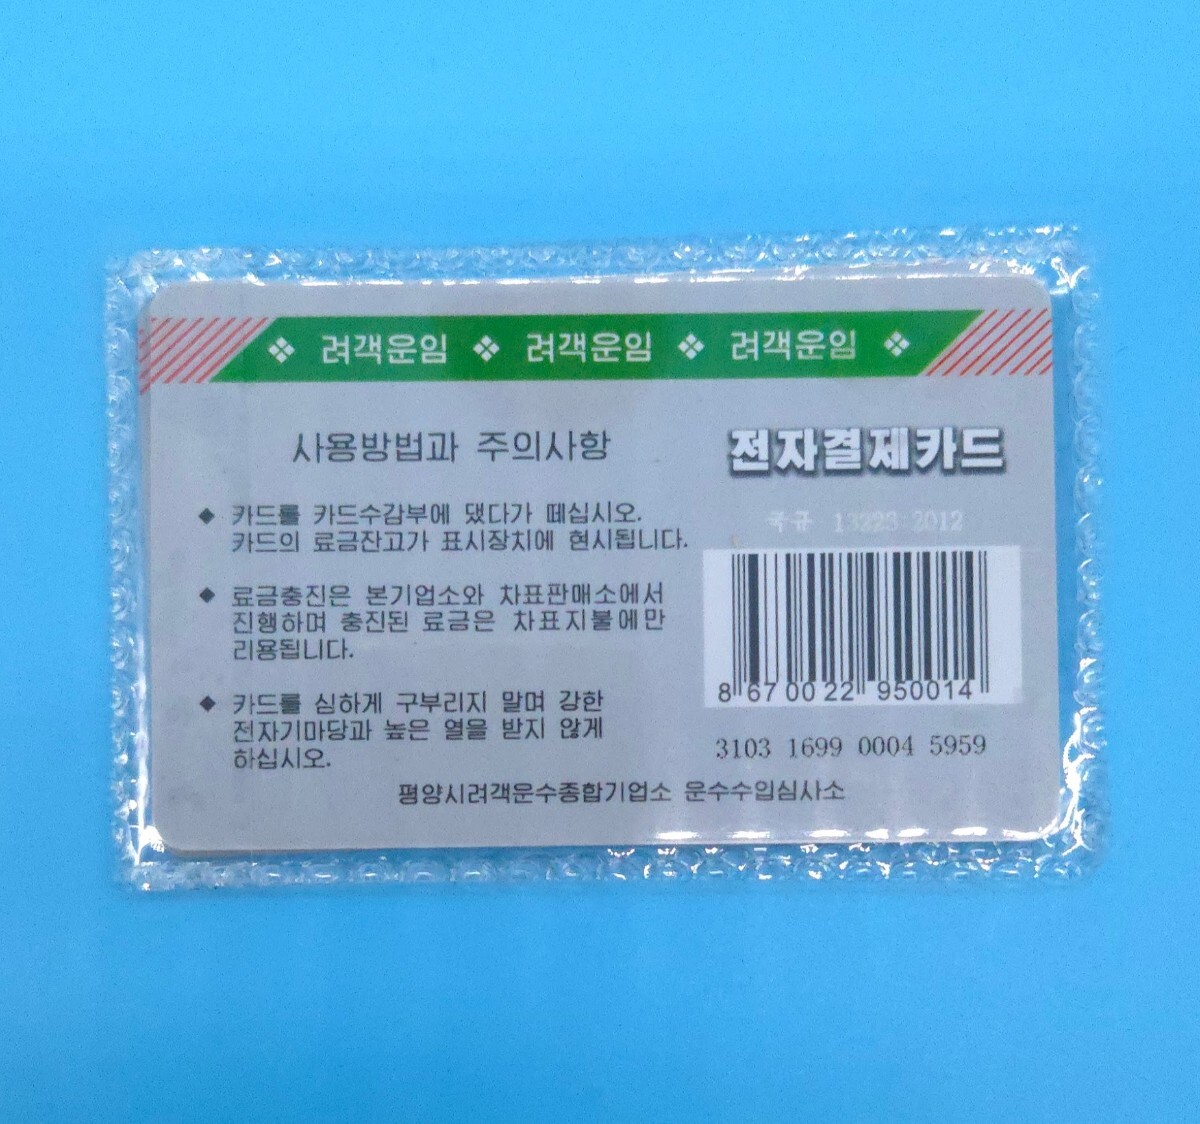 ❖ 려객운임 ❖ 려객운임 ❖ 려객운임 ❖
사용방법과 주의사항
◆ 카드를 카드수감부에 댔다가 떼십시오.
카드의 료금잔고가 표시장치에 현시됩니다.
◆ 료금충진은 본기업소와 차표판매소에서
진행하며 충진된 료금은 차표지불에만
리용됩니다.
◆ 카드를 심하게 구부리지 말며 강한
전자기마당과 높은 열을 받지 않게
하십시오.
전자결제카드
국규 13223:2012
8 670022 950014
3103 1699 0004 5959
평양시려객운수종합기업소 운수수입심사소